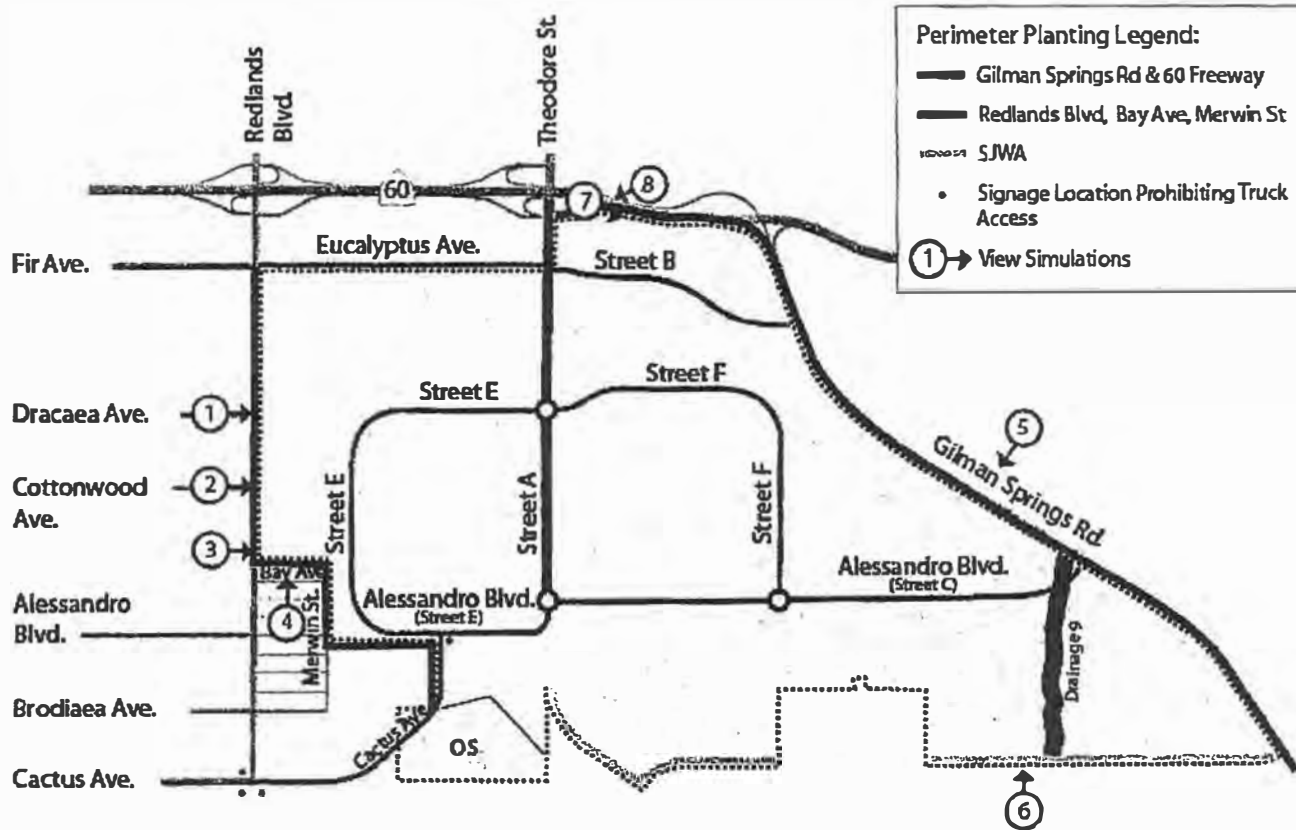 Redlands
Blvd.
Theodore St.
Perimeter Planting Legend:
Gilman Springs Rd & 60 Freeway
Redlands Blvd, Bay Ave, Merwin St
SJWA
Signage Location Prohibiting Truck
Access
1 View Simulations
60
7
8
Fir Ave.
Eucalyptus Ave.
Street B
Street E
Street F
Dracaea Ave.
1
5
Gilman Springs Rd.
Cottonwood
Ave.
2
Street E
Street A
Street F
3
Bay Ave
Alessandro
Blvd.
4
Merwin St.
Alessandro Blvd.
(Street E)
Alessandro Blvd.
(Street C)
Drainage 9
Brodiaea Ave.
Cactus Ave
OS
Cactus Ave.
6